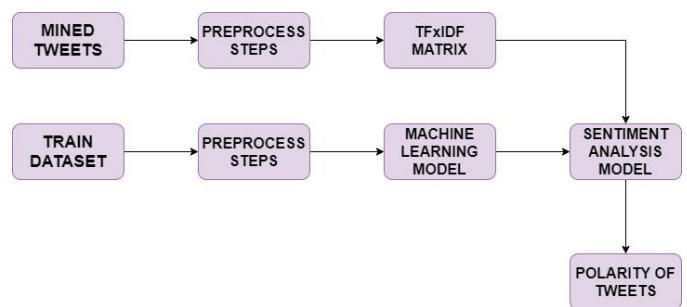 MINED
TWEETS
PREPROCESS
STEPS
TFxIDF
MATRIX
TRAIN
DATASET
PREPROCESS
STEPS
MACHINE
LEARNING
MODEL
SENTIMENT
ANALYSIS
MODEL
POLARITY OF
TWEETS